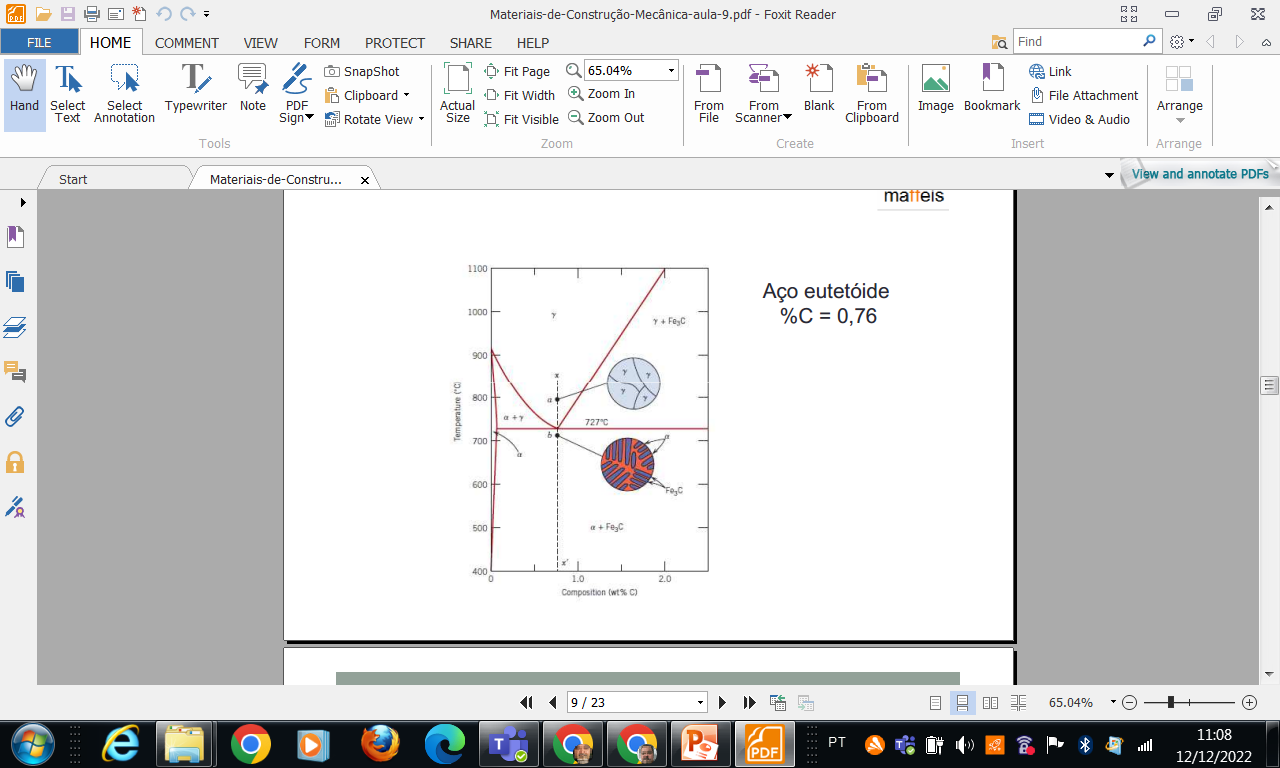 Materiais-de-Construção-Mecânica-aula-9.pdf - Foxit Reader
FILE
HOME
COMMENT
VIEW
FORM
PROTECT
SHARE
HELP
Find
Hand
Select Text
Select Annotation
Typewriter
Note
PDF Sign
SnapShot
Clipboard
Rotate View
Tools
Actual Size
Fit Page
Fit Width
Fit Visible
65.04%
Zoom In
Zoom Out
Zoom
From File
From Scanner
Blank
From Clipboard
Create
Image
Bookmark
Link
File Attachment
Video & Audio
Insert
Arrange
Arrange
Start
Materiais-de-Constru...
View and annotate PDFs
maffeis
Aço eutetóide
%C = 0,76
1100
1000
900
800
700
600
500
400
Temperature (°C)
γ
γ + Fe3C
x
a
γ
γ
γ
γ
α + γ
727°C
b
α
α
Fe3C
α + Fe3C
x'
0
1.0
2.0
Composition (wt% C)
9 / 23
65.04%
PDF
PT
11:08
12/12/2022